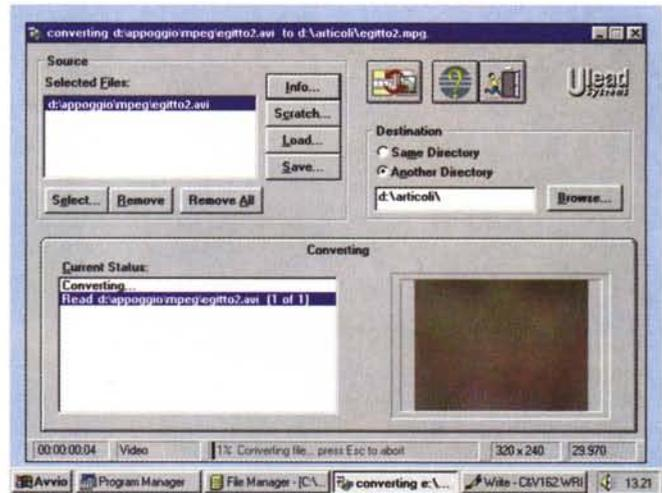 converting d:\appoggio\mpeg\egitto2.avi to d:\articoli\egitto2.mpg.
Source
Selected Files:
d:\appoggio\mpeg\egitto2.avi
Info...
Scratch...
Load...
Save...
Select...
Remove
Remove All
Ulead
Systems
Destination
Same Directory
Another Directory
d:\articoli\
Browse...
Converting
Current Status:
Converting...
Read d:\appoggio\mpeg\egitto2.avi (1 of 1)
00:00:00.04 Video 1% Converting file... press Esc to abort 320 x 240 29.970
Avvio Program Manager File Manager - [C:\... converting e:\... Write - C&V162.WRI 13.21